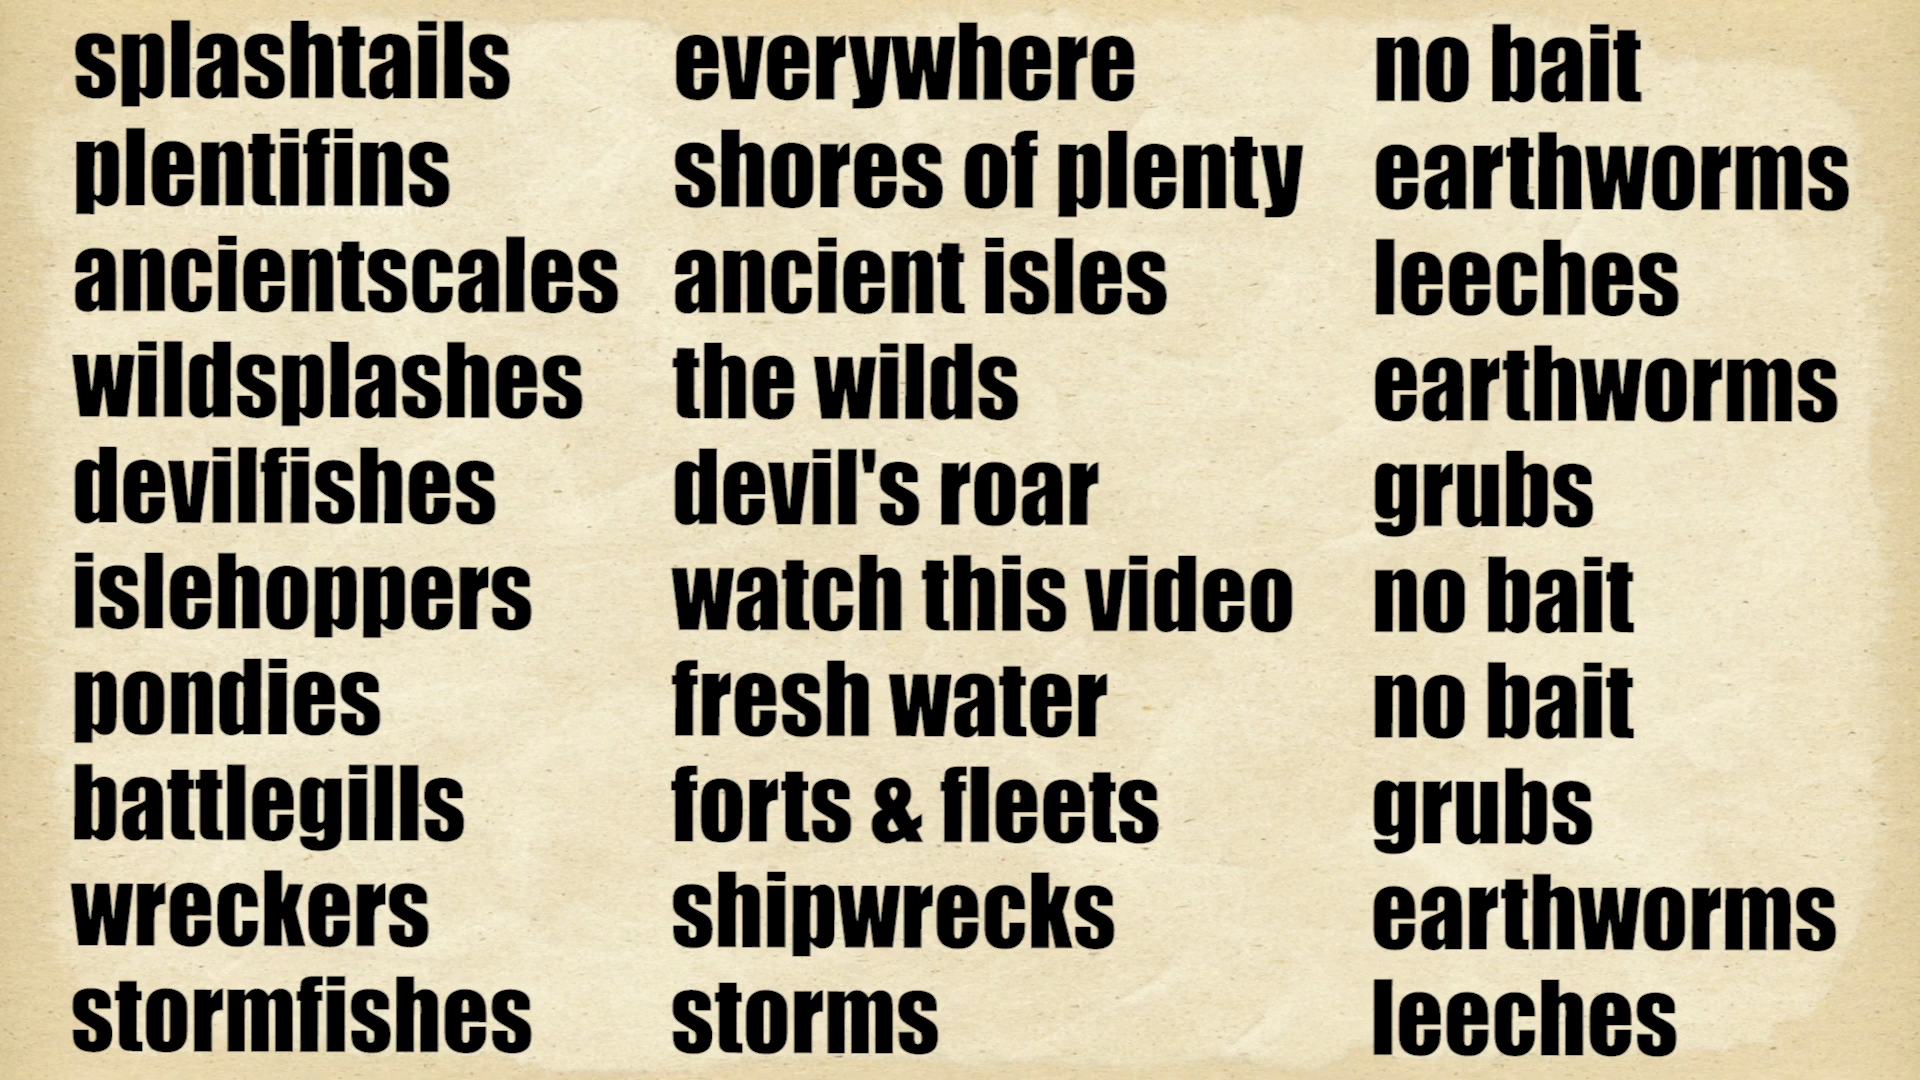 splashtails everywhere no bait
plentifins shores of plenty earthworms
ancientscales ancient isles leeches
wildsplashes the wilds earthworms
devilfishes devil's roar grubs
islehoppers watch this video no bait
pondies fresh water no bait
battlegills forts & fleets grubs
wreckers shipwrecks earthworms
stormfishes storms leeches